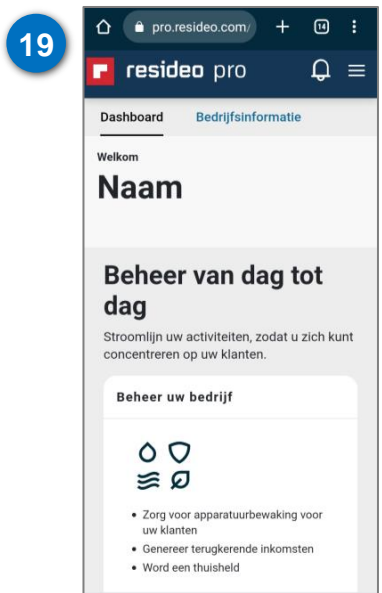 19
pro.resideo.com/
14
resideo pro
Dashboard Bedrijfsinformatie
Welkom
Naam
Beheer van dag tot
dag
Stroomlijn uw activiteiten, zodat u zich kunt
concentreren op uw klanten.
Beheer uw bedrijf
• Zorg voor apparatuurbewaking voor
uw klanten
• Genereer terugkerende inkomsten
• Word een thuisheld